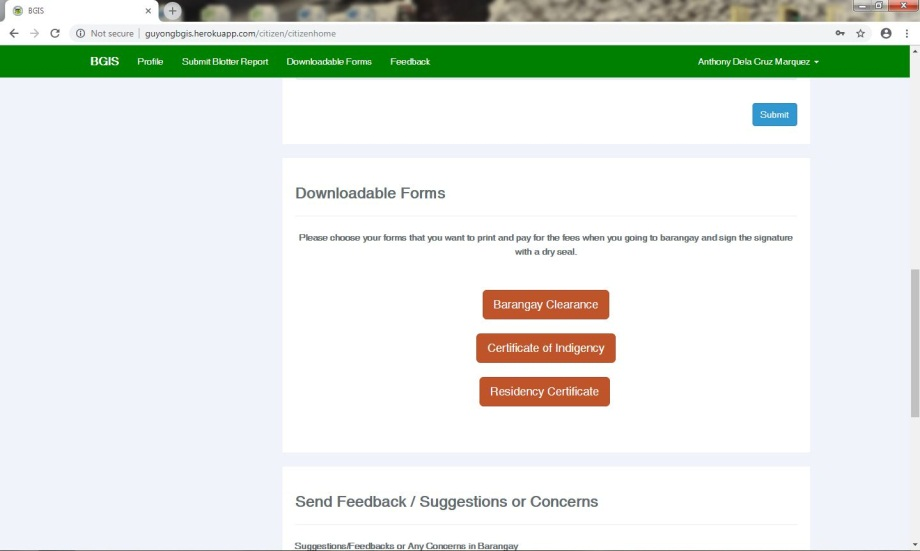 BGIS
Not secure | guyongbgis.herokuapp.com/citizen/citizenhome
BGIS Profile Submit Blotter Report Downloadable Forms Feedback Anthony Dela Cruz Marquez
Submit
Downloadable Forms
Please choose your forms that you want to print and pay for the fees when you going to barangay and sign the signature
with a dry seal.
Barangay Clearance
Certificate of Indigency
Residency Certificate
Send Feedback / Suggestions or Concerns
Suggestions/Feedbacks or Any Concerns in Barangay